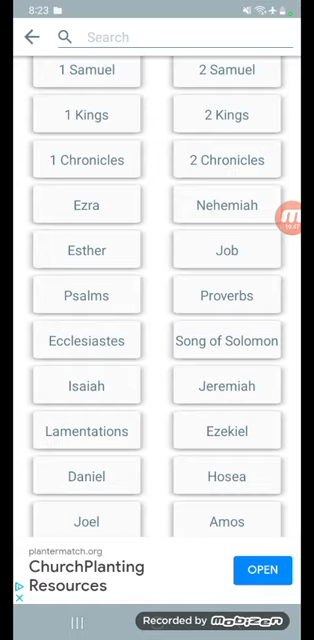 8:23
Search
1 Samuel
2 Samuel
1 Kings
2 Kings
1 Chronicles
2 Chronicles
Ezra
Nehemiah
Esther
Job
Psalms
Proverbs
Ecclesiastes
Song of Solomon
Isaiah
Jeremiah
Lamentations
Ezekiel
Daniel
Hosea
Joel
Amos
plantermatch.org
ChurchPlanting
Resources
OPEN
Recorded by mobizen